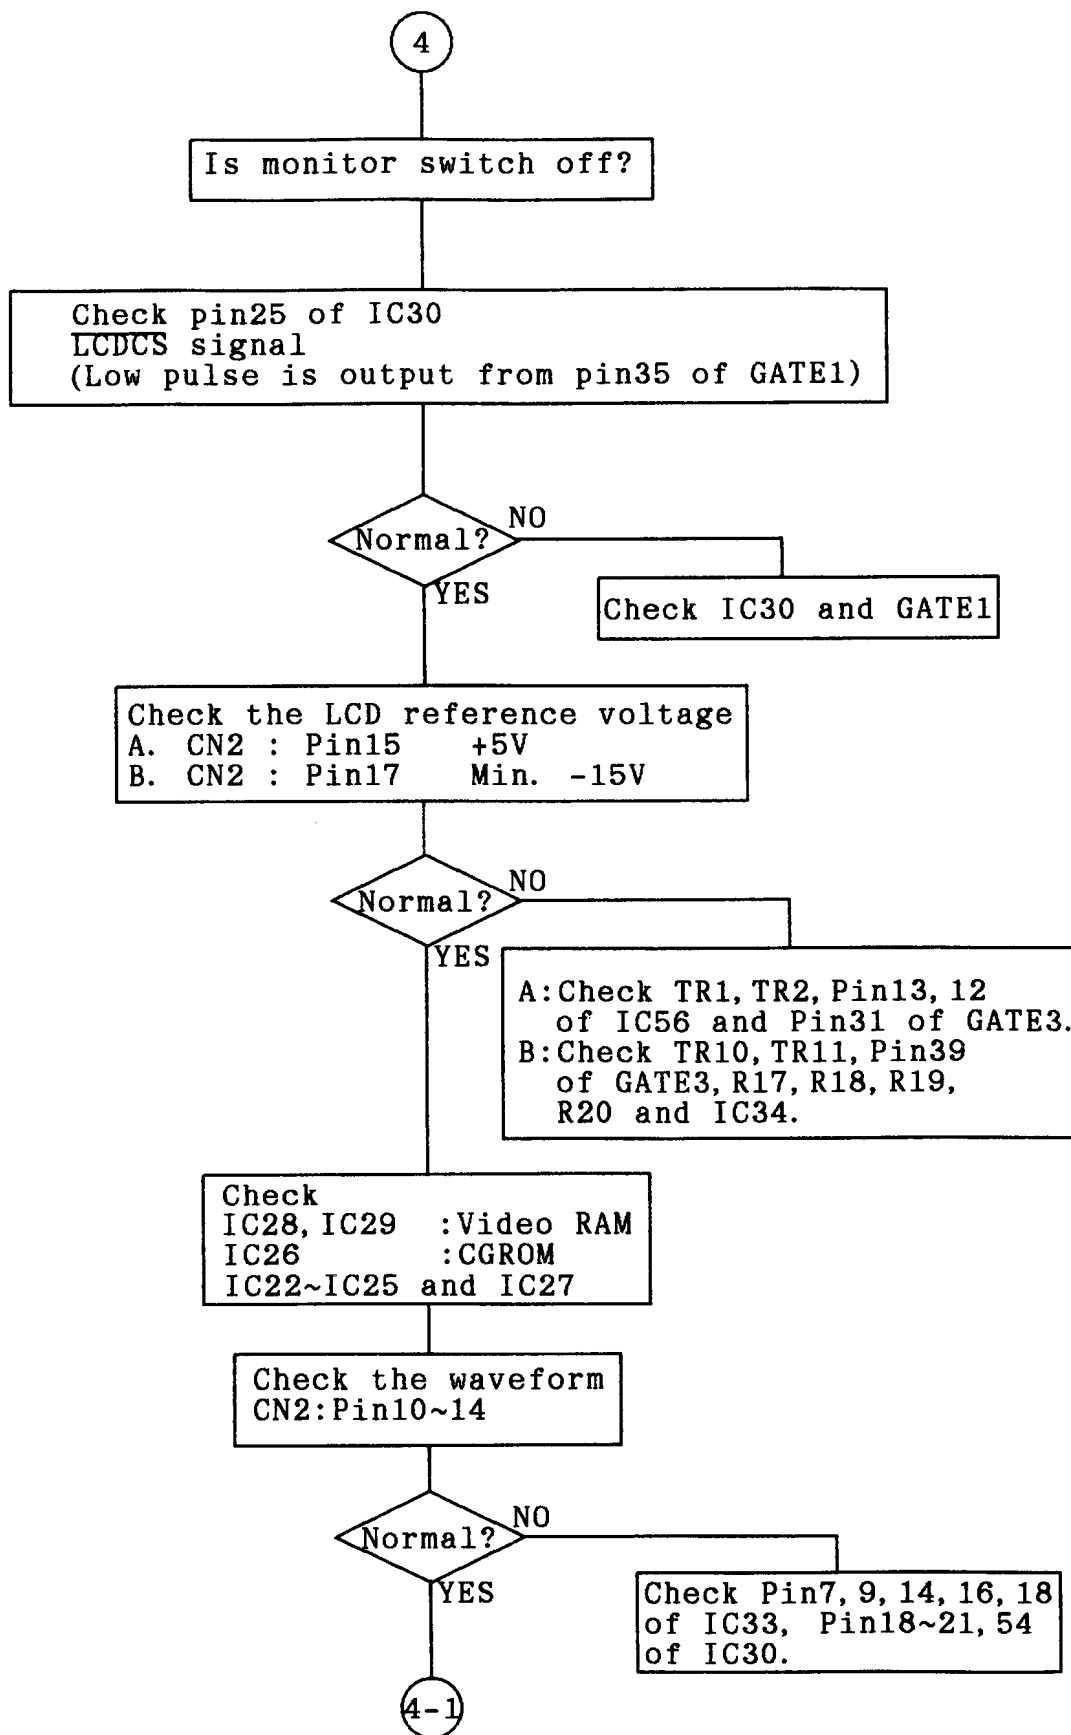 4
Is monitor switch off?
Check pin25 of IC30
LCDCS signal
(Low pulse is output from pin35 of GATE1)
Normal?
NO
YES
Check IC30 and GATE1
Check the LCD reference voltage
A. CN2 : Pin15 +5V
B. CN2 : Pin17 Min. -15V
Normal?
NO
YES
A:Check TR1, TR2, Pin13, 12
of IC56 and Pin31 of GATE3.
B:Check TR10, TR11, Pin39
of GATE3, R17, R18, R19,
R20 and IC34.
Check
IC28, IC29 :Video RAM
IC26 :CGROM
IC22~IC25 and IC27
Check the waveform
CN2:Pin10~14
Normal?
NO
YES
Check Pin7, 9, 14, 16, 18
of IC33, Pin18~21, 54
of IC30.
4-1